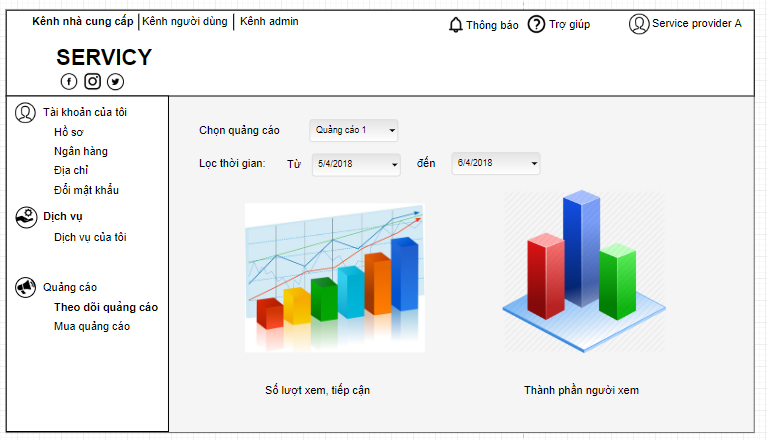 Kênh nhà cung cấp Kênh người dùng Kênh admin
Thông báo Trợ giúp Service provider A
SERVICY
Tài khoản của tôi
Hồ sơ
Ngân hàng
Địa chỉ
Đổi mật khẩu
Dịch vụ
Dịch vụ của tôi
Quảng cáo
Theo dõi quảng cáo
Mua quảng cáo
Chọn quảng cáo Quảng cáo 1
Lọc thời gian: Từ 5/4/2018 đến 6/4/2018
Số lượt xem, tiếp cận
Thành phần người xem